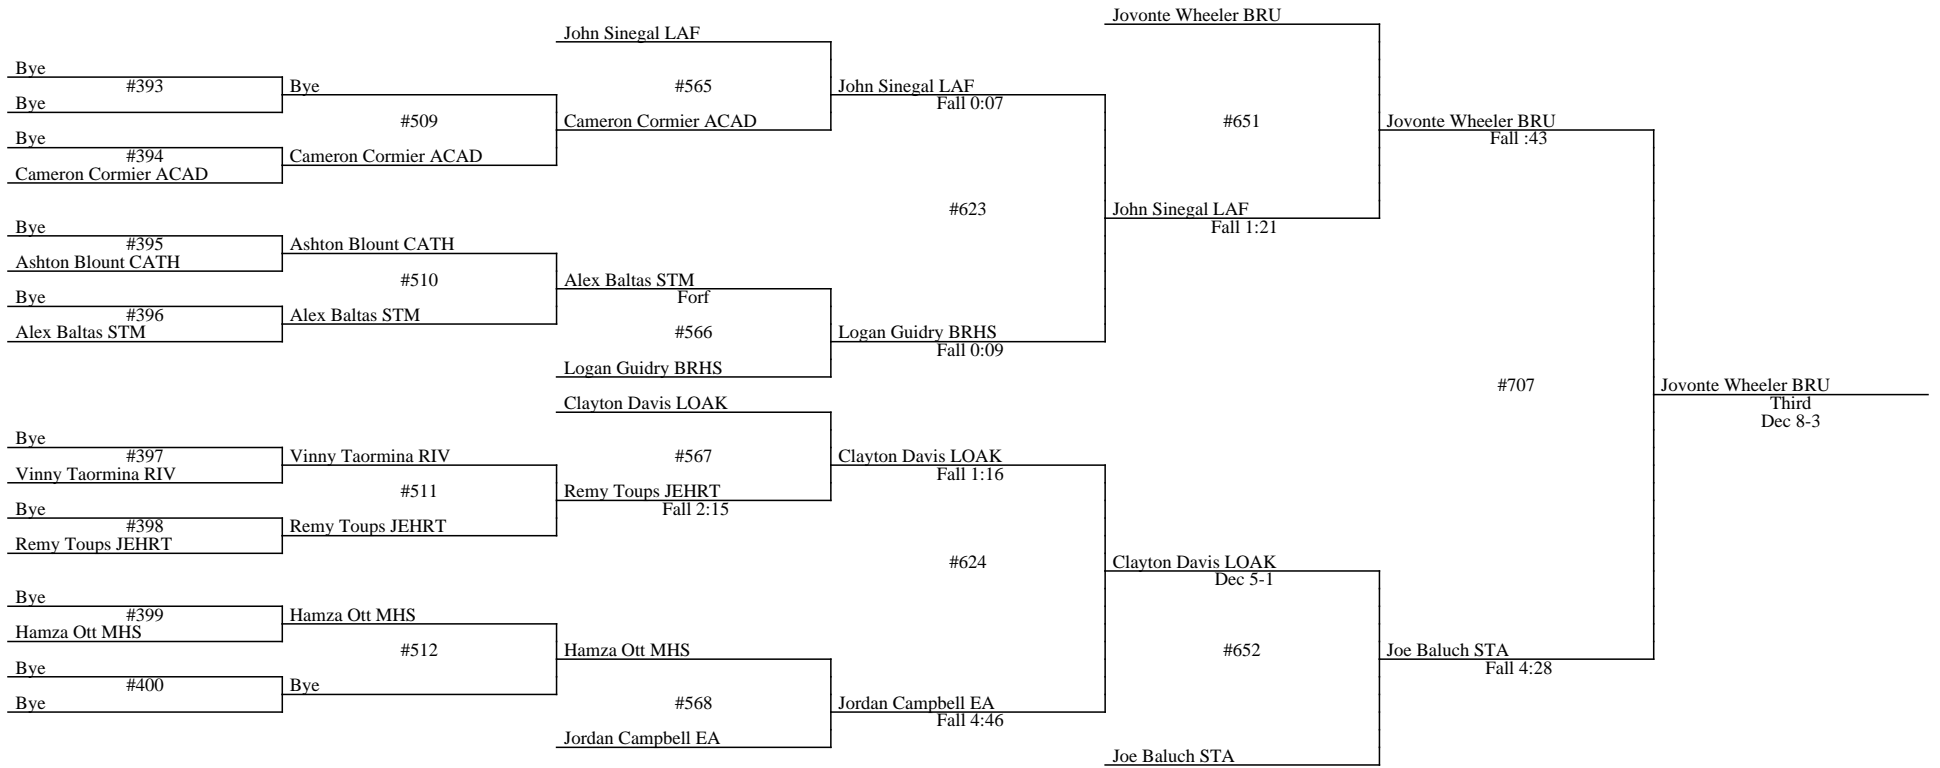 Jovonte Wheeler BRU
John Sinegal LAF
Bye
#393
Bye
#565
John Sinegal LAF
Bye
Fall 0:07
#509
Cameron Cormier ACAD
#651
Jovonte Wheeler BRU
Bye
Fall :43
#394
Cameron Cormier ACAD
Cameron Cormier ACAD
#623
John Sinegal LAF
Bye
Fall 1:21
#395
Ashton Blount CATH
Ashton Blount CATH
#510
Alex Baltas STM
Bye
Forf
#396
Alex Baltas STM
Alex Baltas STM
#566
Logan Guidry BRHS
Fall 0:09
Logan Guidry BRHS
#707
Jovonte Wheeler BRU
Clayton Davis LOAK
Third
Dec 8-3
Bye
#397
Vinny Taormina RIV
#567
Clayton Davis LOAK
Vinny Taormina RIV
Fall 1:16
#511
Remy Toups JEHRT
Bye
Fall 2:15
#398
Remy Toups JEHRT
Remy Toups JEHRT
#624
Clayton Davis LOAK
Dec 5-1
Bye
#399
Hamza Ott MHS
Hamza Ott MHS
#512
Hamza Ott MHS
#652
Joe Baluch STA
Bye
Fall 4:28
#400
Bye
Bye
#568
Jordan Campbell EA
Fall 4:46
Jordan Campbell EA
Joe Baluch STA